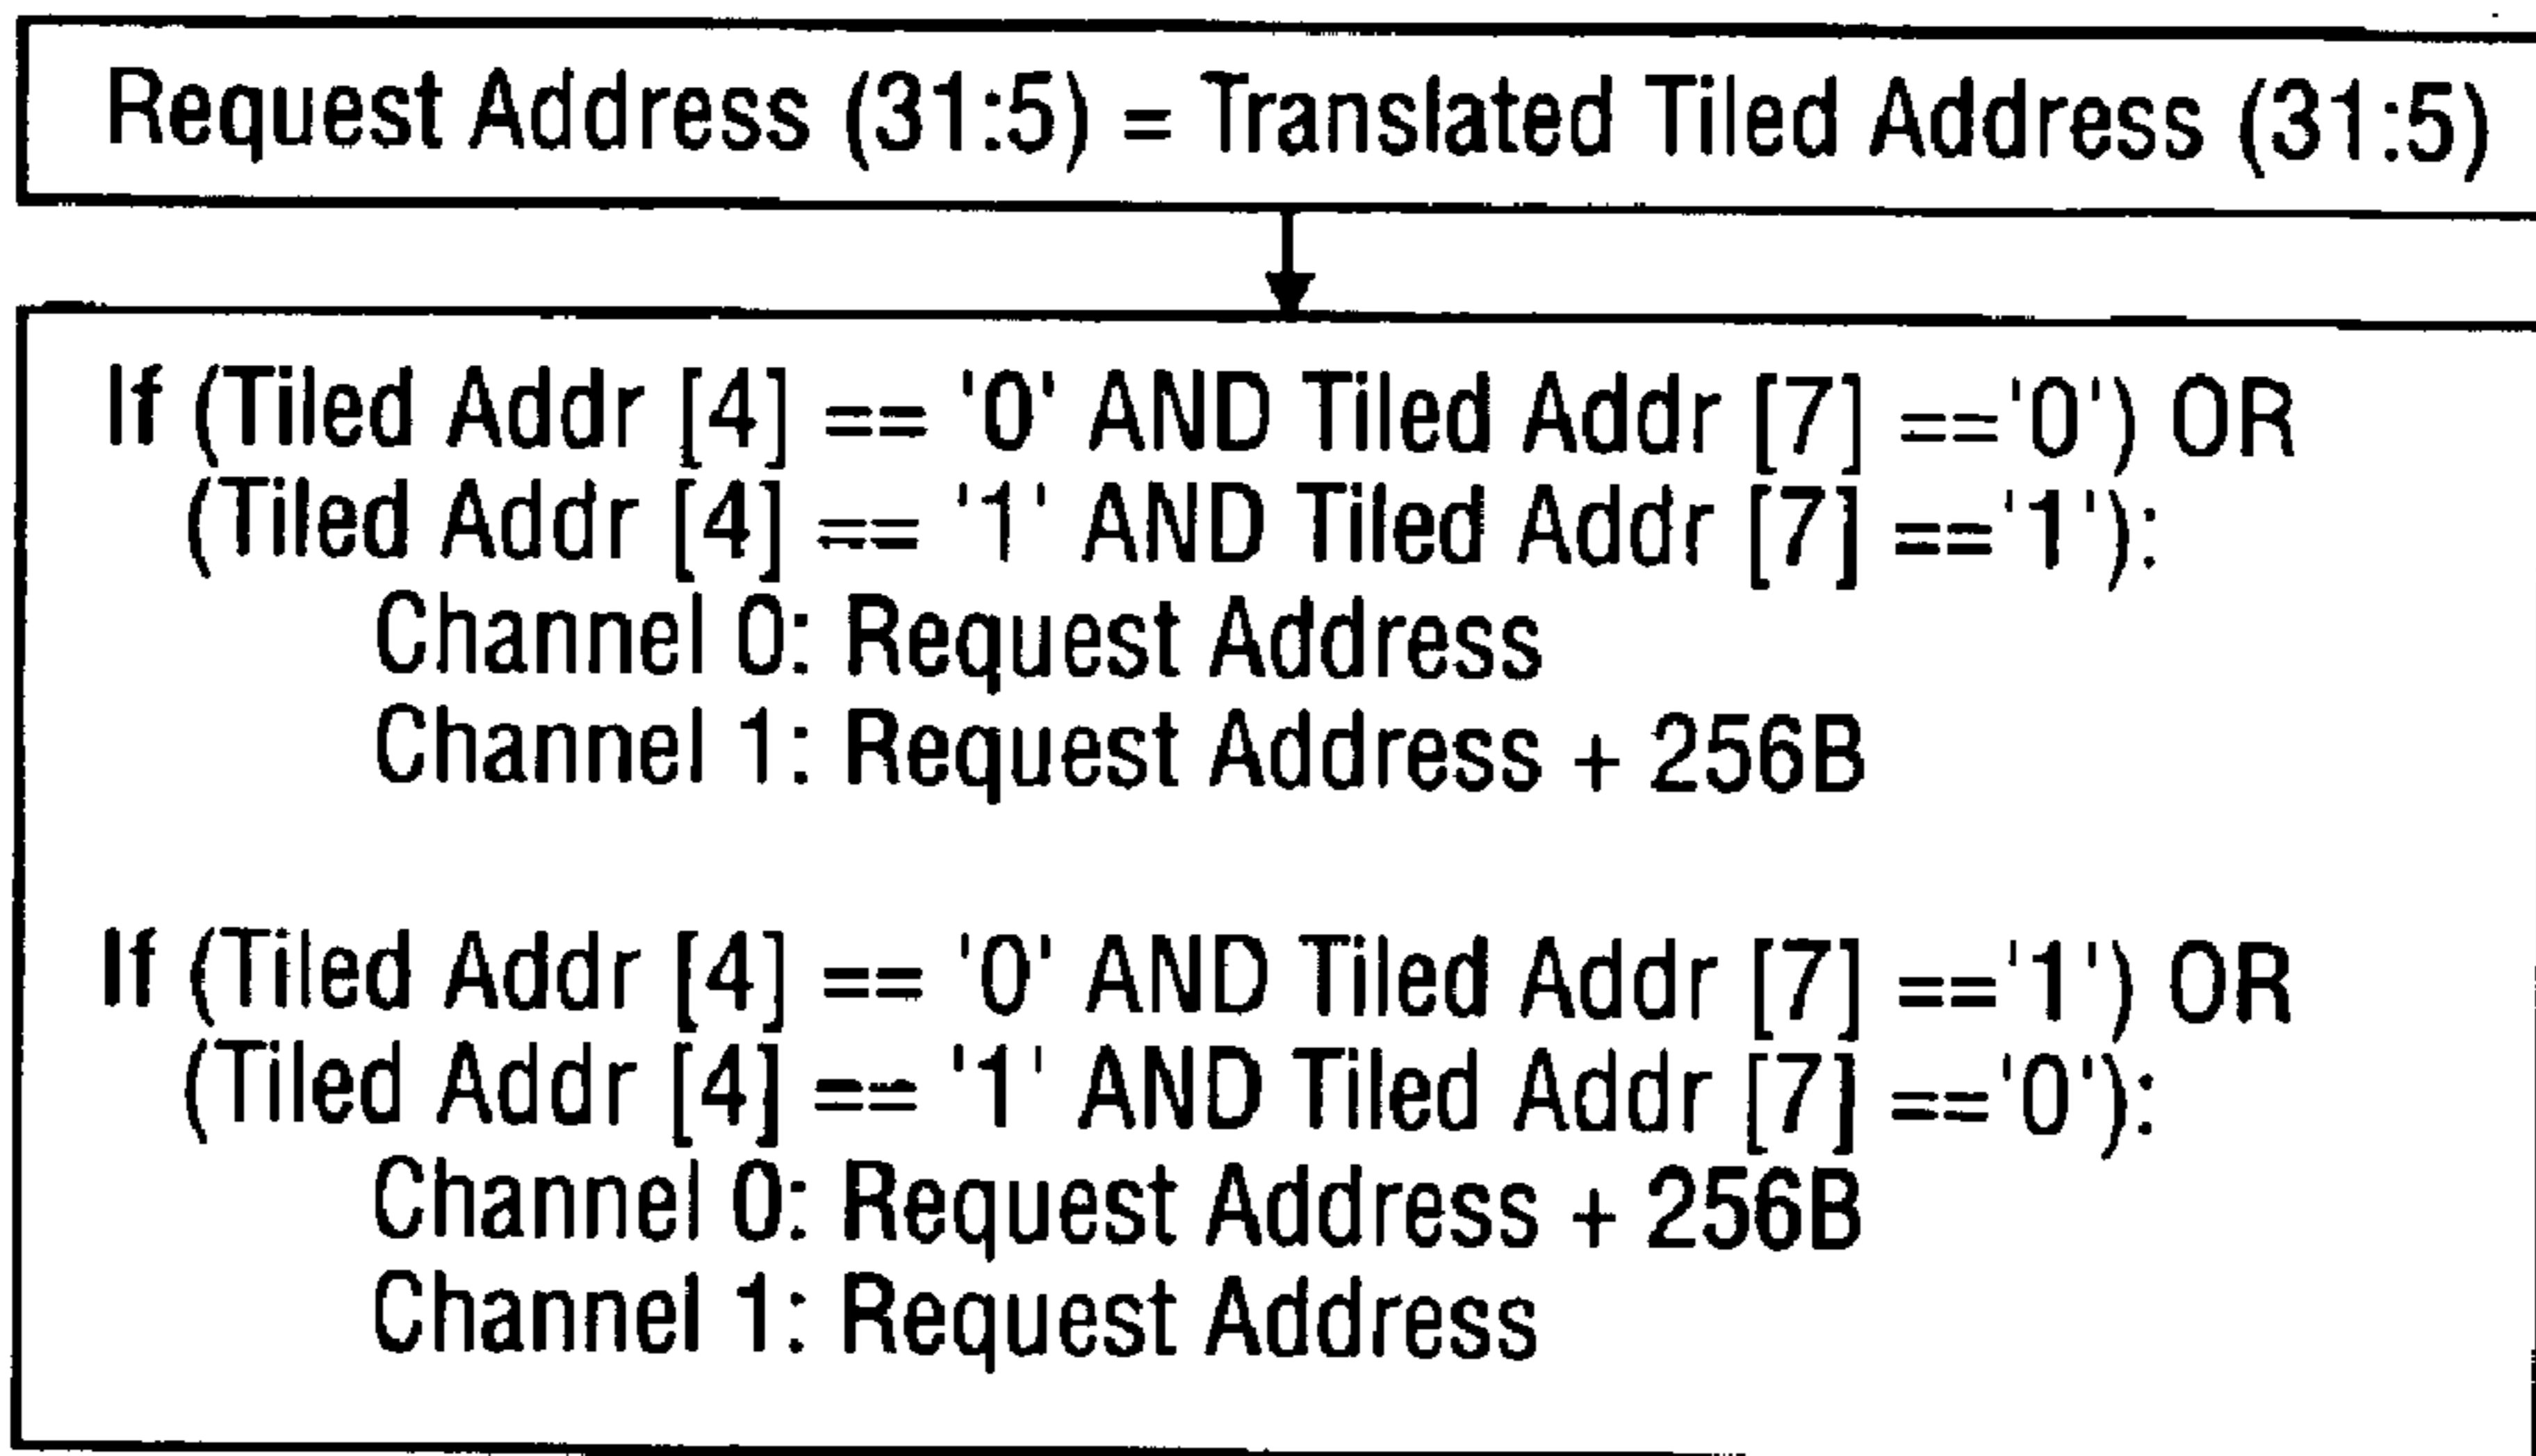 Request Address (31:5) = Translated Tiled Address (31:5)
If (Tiled Addr [4] == '0' AND Tiled Addr [7] =='0') OR
(Tiled Addr [4] == '1' AND Tiled Addr [7] =='1'):
Channel 0: Request Address
Channel 1: Request Address + 256B
If (Tiled Addr [4] == '0' AND Tiled Addr [7] =='1') OR
(Tiled Addr [4] == '1' AND Tiled Addr [7] =='0'):
Channel 0: Request Address + 256B
Channel 1: Request Address